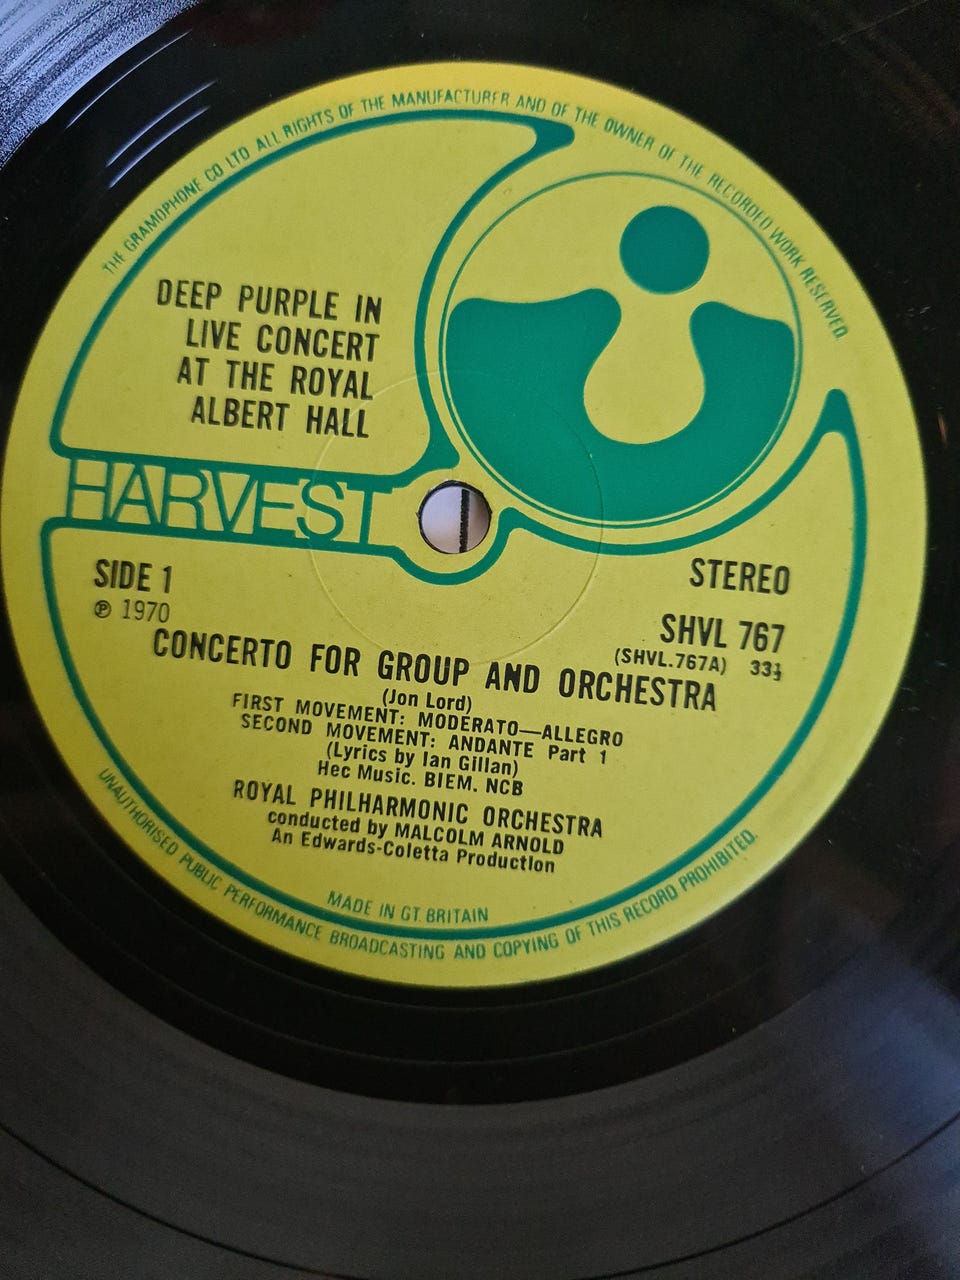 THE GRAMOPHONE CO LTD ALL RIGHTS OF THE MANUFACTURER AND OF THE OWNER OF THE RECORDED WORK RESERVED
DEEP PURPLE IN
LIVE CONCERT
AT THE ROYAL
ALBERT HALL
HARVEST
SIDE 1
℗ 1970
STEREO
SHVL 767
(SHVL.767A) 33⅓
CONCERTO FOR GROUP AND ORCHESTRA
(Jon Lord)
FIRST MOVEMENT: MODERATO—ALLEGRO
SECOND MOVEMENT: ANDANTE Part 1
(Lyrics by Ian Gillan)
Hec Music. BIEM. NCB
ROYAL PHILHARMONIC ORCHESTRA
conducted by MALCOLM ARNOLD
An Edwards-Coletta Production
MADE IN GT BRITAIN
UNAUTHORISED PUBLIC PERFORMANCE BROADCASTING AND COPYING OF THIS RECORD PROHIBITED.